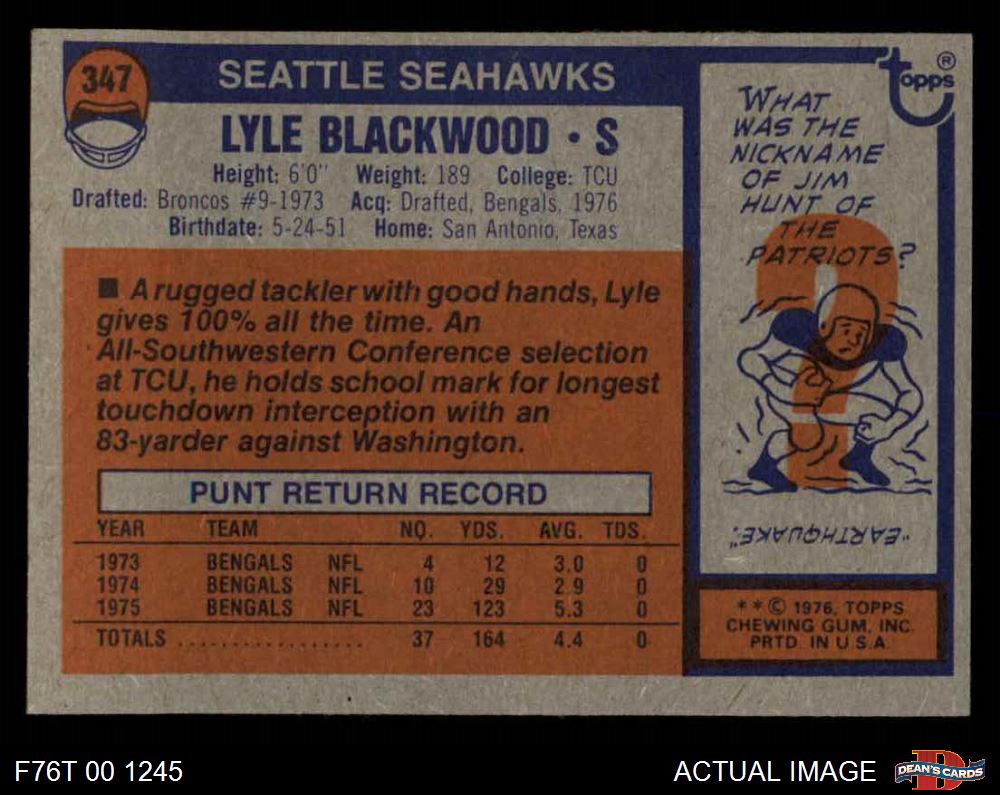 347
SEATTLE SEAHAWKS
LYLE BLACKWOOD • S
Height: 6'0" Weight: 189 College: TCU
Drafted: Broncos #9-1973 Acq: Drafted, Bengals, 1976
Birthdate: 5-24-51 Home: San Antonio, Texas
■ A rugged tackler with good hands, Lyle
gives 100% all the time. An
All-Southwestern Conference selection
at TCU, he holds school mark for longest
touchdown interception with an
83-yarder against Washington.
PUNT RETURN RECORD
YEAR TEAM NO. YDS. AVG. TDS.
1973 BENGALS NFL 4 12 3.0 0
1974 BENGALS NFL 10 29 2.9 0
1975 BENGALS NFL 23 123 5.3 0
TOTALS ................. 37 164 4.4 0
topps ®
WHAT
WAS THE
NICKNAME
OF JIM
HUNT OF
THE
PATRIOTS?
"EARTHQUAKE".
* * © 1976, TOPPS
CHEWING GUM, INC.
PRTD. IN U.S.A.
F76T 00 1245
ACTUAL IMAGE
D
DEAN'S CARDS